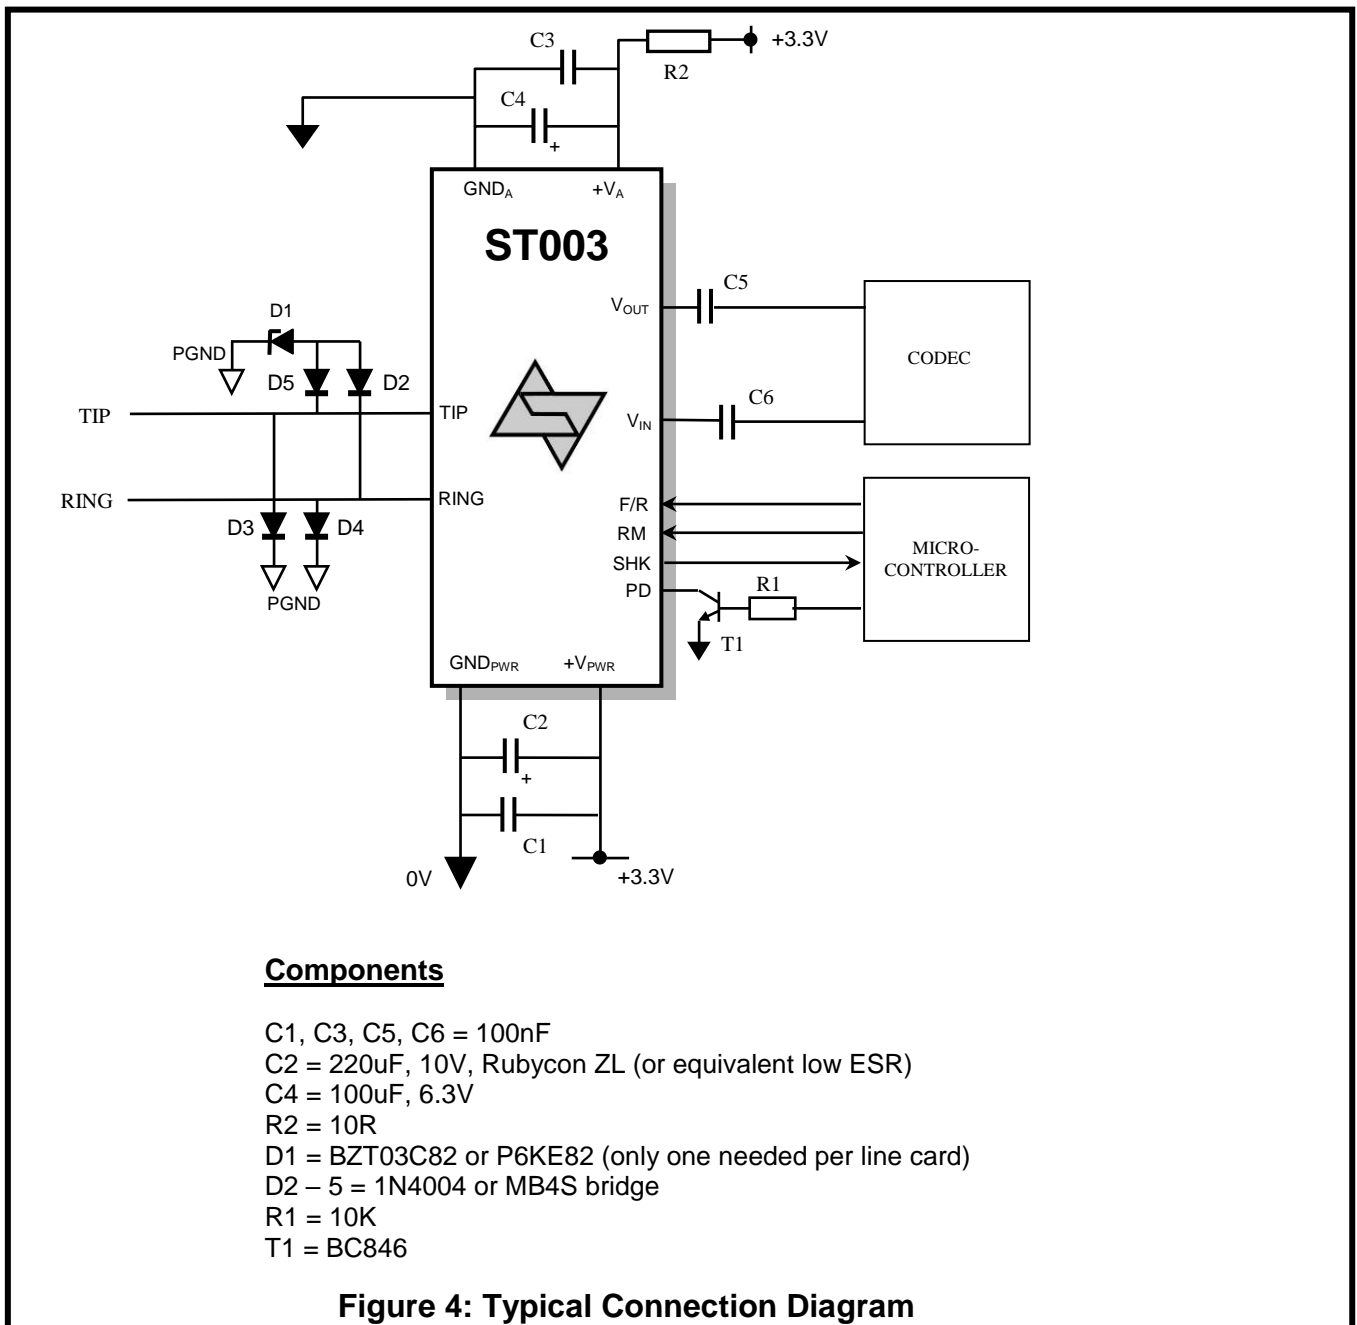 C3
+3.3V
R2
C4
+
GNDA
+VA
ST003
VOUT
C5
D1
PGND
D5
D2
CODEC
TIP
TIP
VIN
C6
RING
RING
F/R
D3
D4
RM
MICRO-
CONTROLLER
SHK
PD
R1
PGND
T1
GNDPWR
+VPWR
C2
+
C1
0V
+3.3V
Components
C1, C3, C5, C6 = 100nF
C2 = 220uF, 10V, Rubycon ZL (or equivalent low ESR)
C4 = 100uF, 6.3V
R2 = 10R
D1 = BZT03C82 or P6KE82 (only one needed per line card)
D2 – 5 = 1N4004 or MB4S bridge
R1 = 10K
T1 = BC846
Figure 4: Typical Connection Diagram